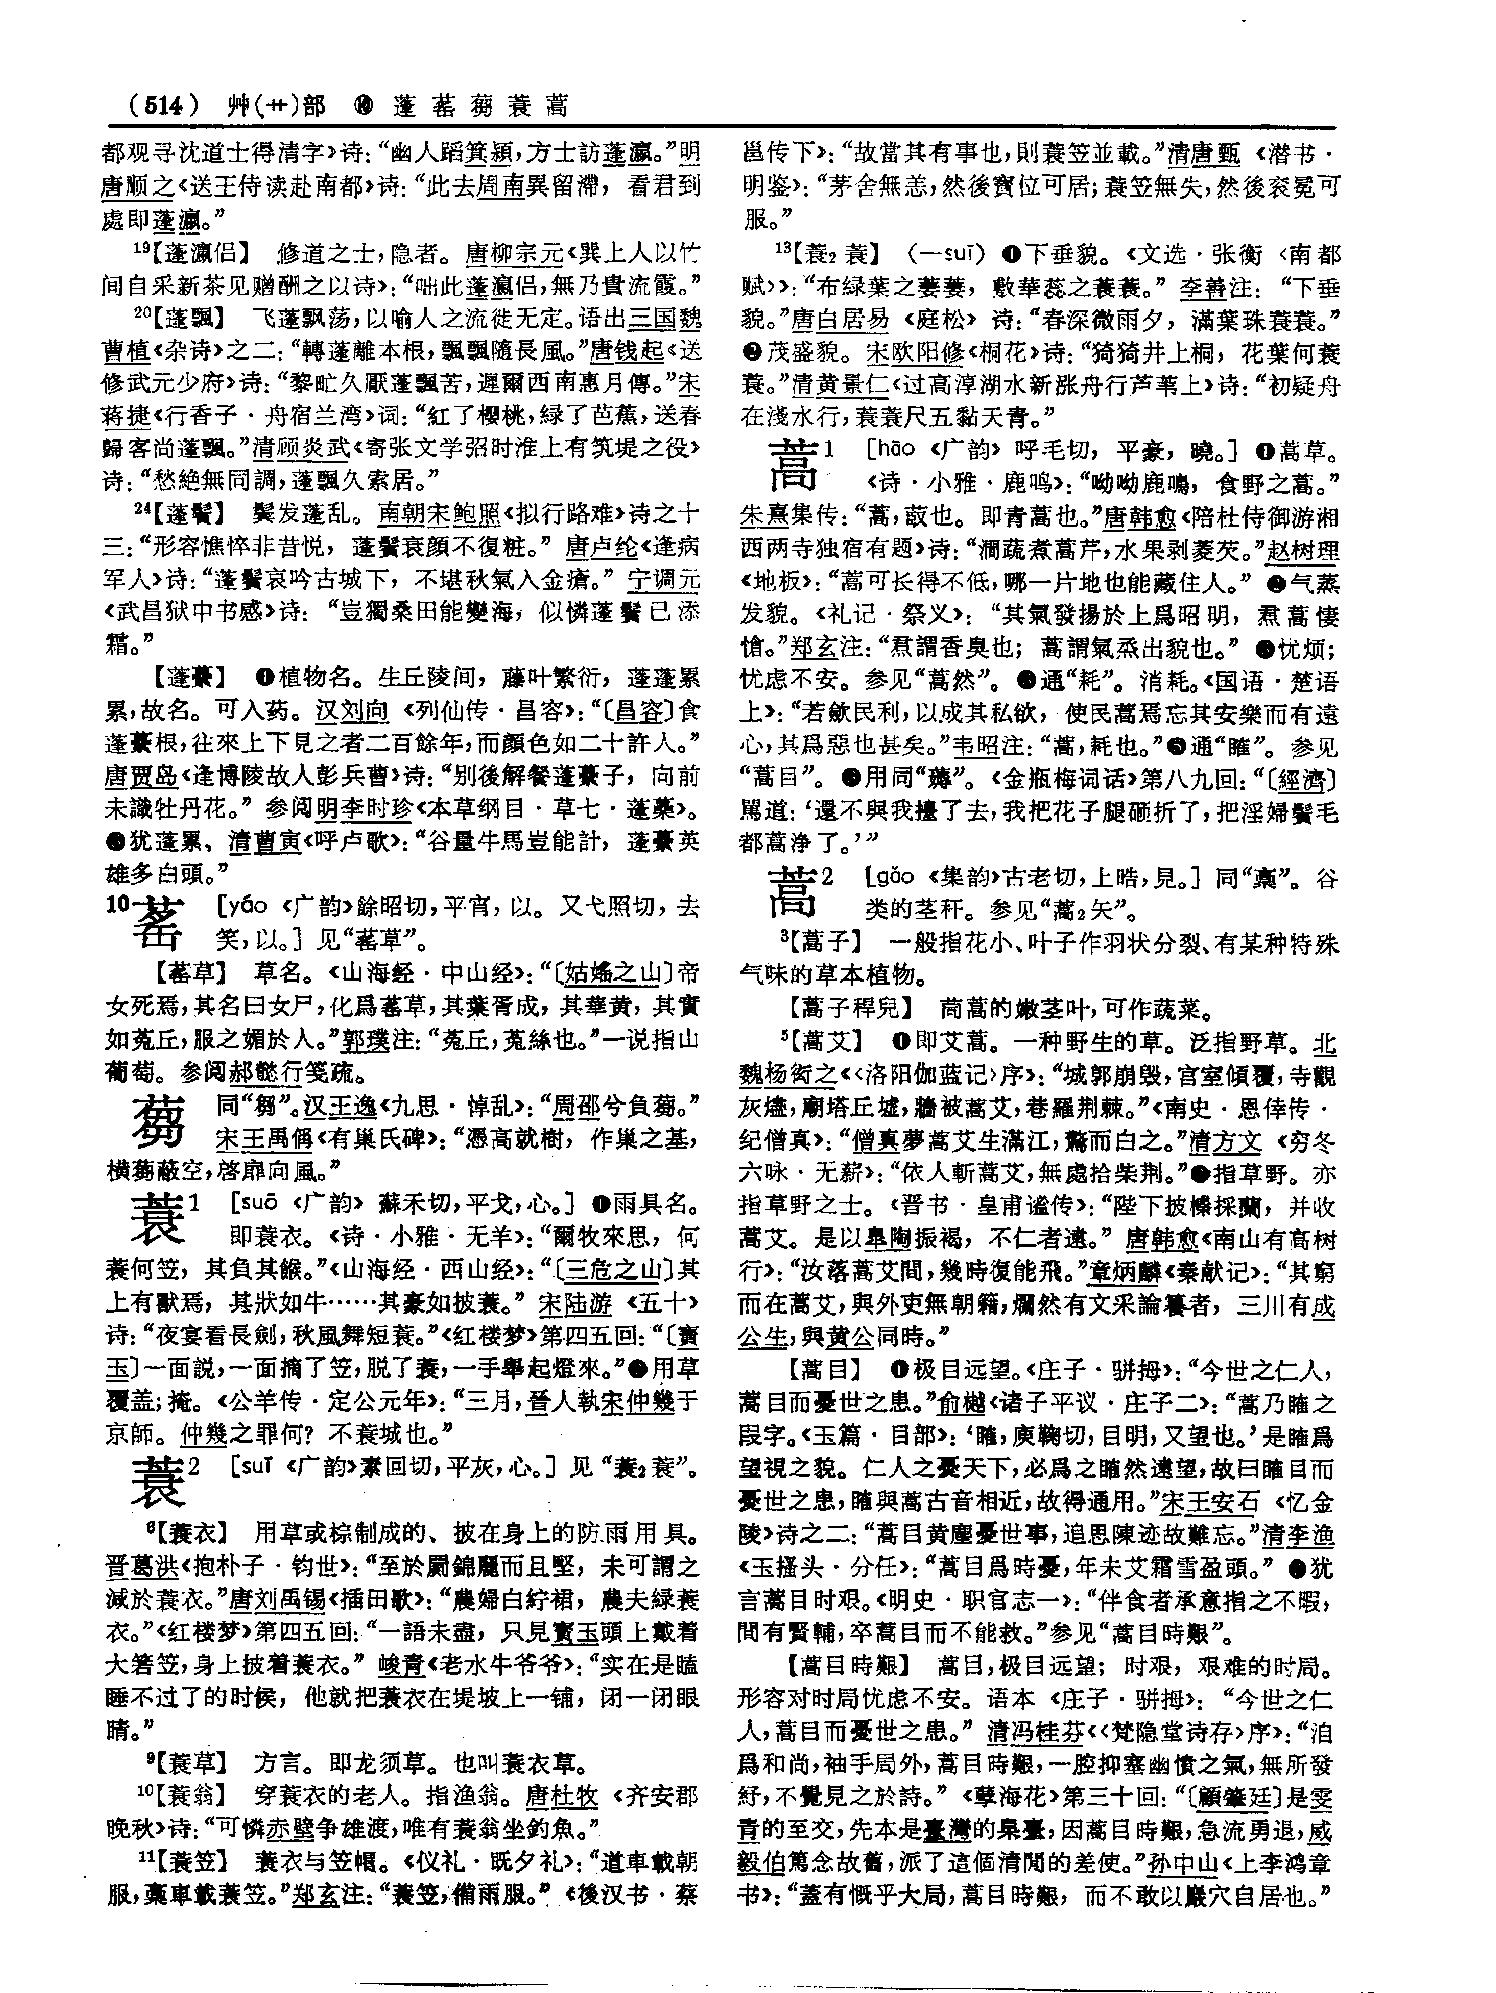 （514） 艸(艹)部 ⑩ 蓬䔄蒭蓑蒿
都观寻沈道士得清字》诗：“幽人蹈箕潁，方士訪蓬瀛。”明
唐顺之《送王侍读赴南都》诗：“此去周南異留滯，看君到
處即蓬瀛。”
¹⁹【蓬瀛侣】 修道之士，隐者。唐柳宗元《巽上人以竹
间自采新茶见赠酬之以诗》：“咄此蓬瀛侣，無乃貴流霞。”
²⁰【蓬飄】 飞蓬飘荡，以喻人之流徙无定。语出三国魏
曹植《杂诗》之二：“轉蓬離本根，飄飄隨長風。”唐钱起《送
修武元少府》诗：“黎甿久厭蓬飄苦，遲爾西南惠月傳。”宋
蒋捷《行香子·舟宿兰湾》词：“紅了櫻桃，緑了芭蕉，送春
歸客尚蓬飄。”清顾炎武《寄张文学弨时淮上有筑堤之役》
诗：“愁絶無同調，蓬飄久索居。”
²⁴【蓬鬢】 鬓发蓬乱。南朝宋鲍照《拟行路难》诗之十
三：“形容憔悴非昔悦，蓬鬢衰顔不復粧。”唐卢纶《逢病
军人》诗：“蓬鬢哀吟古城下，不堪秋氣入金瘡。”宁调元
《武昌狱中书感》诗：“豈獨桑田能變海，似憐蓬鬢已添
霜。”
【蓬虆】 ❶植物名。生丘陵间，藤叶繁衍，蓬蓬累
累，故名。可入药。汉刘向《列仙传·昌容》：“〔昌容〕食
蓬虆根，往來上下見之者二百餘年，而顔色如二十許人。”
唐贾岛《逢博陵故人彭兵曹》诗：“别後解餐蓬虆子，向前
未識牡丹花。”参阅明李时珍《本草纲目·草七·蓬蘽》。
❷犹蓬累、清曹寅《呼卢歌》：“谷量牛馬豈能計，蓬虆英
雄多白頭。”
10䔄 [yáo 《广韵》餘昭切，平宵，以。又弋照切，去
笑，以。] 见“䔄草”。
【䔄草】 草名。《山海经·中山经》：“〔姑媱之山〕帝
女死焉，其名曰女尸，化爲䔄草，其葉胥成，其華黄，其實
如菟丘，服之媚於人。”郭璞注：“菟丘，菟絲也。”一说指山
葡萄。参阅郝懿行笺疏。
蒭 同“芻”。汉王逸《九思·悼乱》：“周邵兮負蒭。”
宋王禹偁《有巢氏碑》：“憑高就樹，作巢之基，
横蒭蔽空，啓扉向風。”
蓑1 [suō 《广韵》蘇禾切，平戈，心。] ❶雨具名。
即蓑衣。《诗·小雅·无羊》：“爾牧來思，何
蓑何笠，其負其餱。”《山海经·西山经》：“〔三危之山〕其
上有獸焉，其狀如牛……其豪如披蓑。”宋陆游《五十》
诗：“夜宴看長劍，秋風舞短蓑。”《红楼梦》第四五回：“〔寶
玉〕一面説，一面摘了笠，脱了蓑，一手舉起燈來。”❷用草
覆盖；掩。《公羊传·定公元年》：“三月，晉人執宋仲幾于
京師。仲幾之罪何？不蓑城也。”
蓑2 [suī 《广韵》素回切，平灰，心。] 见“蓑₂蓑”。
⁸【蓑衣】 用草或棕制成的、披在身上的防雨用具。
晋葛洪《抱朴子·钧世》：“至於罽錦麗而且堅，未可謂之
減於蓑衣。”唐刘禹锡《插田歌》：“農婦白紵裙，農夫緑蓑
衣。”《红楼梦》第四五回：“一語未盡，只見寶玉頭上戴着
大箬笠，身上披着蓑衣。”峻青《老水牛爷爷》：“实在是瞌
睡不过了的时侯，他就把蓑衣在堤坡上一铺，闭一闭眼
睛。”
⁹【蓑草】 方言。即龙须草。也叫蓑衣草。
¹⁰【蓑翁】 穿蓑衣的老人。指渔翁。唐杜牧《齐安郡
晚秋》诗：“可憐赤壁争雄渡，唯有蓑翁坐釣魚。”
¹¹【蓑笠】 蓑衣与笠帽。《仪礼·既夕礼》：“道車載朝
服，槀車載蓑笠。”郑玄注：“蓑笠，備雨服。”《後汉书·蔡
邕传下》：“故當其有事也，則蓑笠並載。”清唐甄《潜书·
明鉴》：“茅舍無恙，然後寶位可居；蓑笠無失，然後衮冕可
服。”
¹³【蓑₂蓑】 （—suī）❶下垂貌。《文选·张衡〈南都
赋〉》：“布緑葉之萋萋，敷華蕊之蓑蓑。”李善注：“下垂
貌。”唐白居易《庭松》诗：“春深微雨夕，滿葉珠蓑蓑。”
❷茂盛貌。宋欧阳修《桐花》诗：“猗猗井上桐，花葉何蓑
蓑。”清黄景仁《过高淳湖水新涨舟行芦苇上》诗：“初疑舟
在淺水行，蓑蓑尺五黏天青。”
蒿1 [hāo 《广韵》呼毛切，平豪，曉。] ❶蒿草。
《诗·小雅·鹿鸣》：“呦呦鹿鳴，食野之蒿。”
朱熹集传：“蒿，菣也。即青蒿也。”唐韩愈《陪杜侍御游湘
西两寺独宿有题》诗：“澗蔬煮蒿芹，水果剥菱芡。”赵树理
《地板》：“蒿可长得不低，哪一片地也能藏住人。”❷气蒸
发貌。《礼记·祭义》：“其氣發揚於上爲昭明，焄蒿悽
愴。”郑玄注：“焄謂香臭也；蒿謂氣烝出貌也。”❸忧烦；
忧虑不安。参见“蒿然”。❹通“耗”。消耗。《国语·楚语
上》：“若斂民利，以成其私欲，使民蒿焉忘其安樂而有遠
心，其爲惡也甚矣。”韦昭注：“蒿，耗也。”❺通“䁱”。参见
“蒿目”。❻用同“薅”。《金瓶梅词话》第八九回：“〔經濟〕
駡道：‘還不與我擡了去，我把花子腿砸折了，把淫婦鬢毛
都蒿浄了。’”
蒿2 [gǎo 《集韵》古老切，上晧，見。] 同“稾”。谷
类的茎秆。参见“蒿₂矢”。
³【蒿子】 一般指花小、叶子作羽状分裂、有某种特殊
气味的草本植物。
【蒿子稈兒】 茼蒿的嫩茎叶，可作蔬菜。
⁵【蒿艾】 ❶即艾蒿。一种野生的草。泛指野草。北
魏杨衒之《〈洛阳伽蓝记〉序》：“城郭崩毁，宫室傾覆，寺觀
灰燼，廟塔丘墟，牆被蒿艾，巷羅荆棘。”《南史·恩倖传·
纪僧真》：“僧真夢蒿艾生滿江，驚而白之。”清方文《穷冬
六咏·无薪》：“依人斬蒿艾，無處拾柴荆。”❷指草野。亦
指草野之士。《晋书·皇甫谧传》：“陛下披榛採蘭，并收
蒿艾。是以皋陶振褐，不仁者遠。”唐韩愈《南山有高树
行》：“汝落蒿艾間，幾時復能飛。”章炳麟《秦献记》：“其窮
而在蒿艾，與外吏無朝籍，爛然有文采論籑者，三川有成
公生，與黄公同時。”
【蒿目】 ❶极目远望。《庄子·骈拇》：“今世之仁人，
蒿目而憂世之患。”俞樾《诸子平议·庄子二》：“蒿乃䁱之
叚字。《玉篇·目部》：‘䁱，庾鞠切，目明，又望也。’是䁱爲
望視之貌。仁人之憂天下，必爲之䁱然遠望，故曰䁱目而
憂世之患，䁱與蒿古音相近，故得通用。”宋王安石《忆金
陵》诗之二：“蒿目黄塵憂世事，追思陳迹故難忘。”清李渔
《玉搔头·分任》：“蒿目爲時憂，年未艾霜雪盈頭。”❷犹
言蒿目时艰。《明史·职官志一》：“伴食者承意指之不暇，
間有賢輔，卒蒿目而不能救。”参见“蒿目時艱”。
【蒿目時艱】 蒿目，极目远望；时艰，艰难的时局。
形容对时局忧虑不安。语本《庄子·骈拇》：“今世之仁
人，蒿目而憂世之患。”清冯桂芬《〈梵隐堂诗存〉序》：“洎
爲和尚，袖手局外，蒿目時艱，一腔抑塞幽憤之氣，無所發
紓，不覺見之於詩。”《孽海花》第三十回：“〔顧肇廷〕是雯
青的至交，先本是臺灣的臬臺，因蒿目時艱，急流勇退，威
毅伯篤念故舊，派了這個清閒的差使。”孙中山《上李鸿章
书》：“蓋有慨乎大局，蒿目時艱，而不敢以巖穴自居也。”